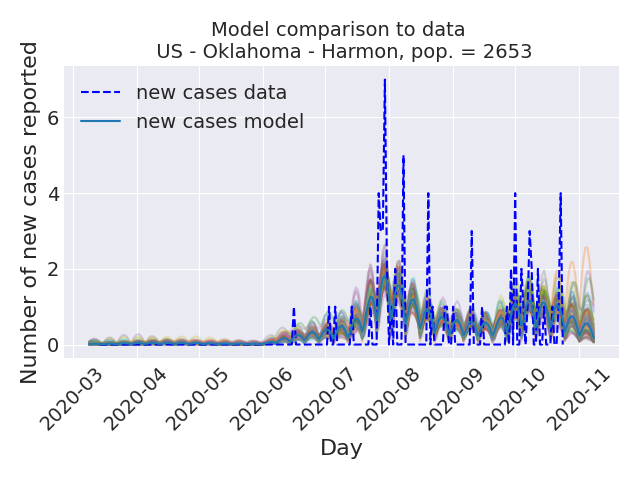 Model comparison to data
US - Oklahoma - Harmon, pop. = 2653
Number of new cases reported
6
4
2
0
new cases data
new cases model
2020-03
2020-04
2020-05
2020-06
2020-07
2020-08
2020-09
2020-10
2020-11
Day